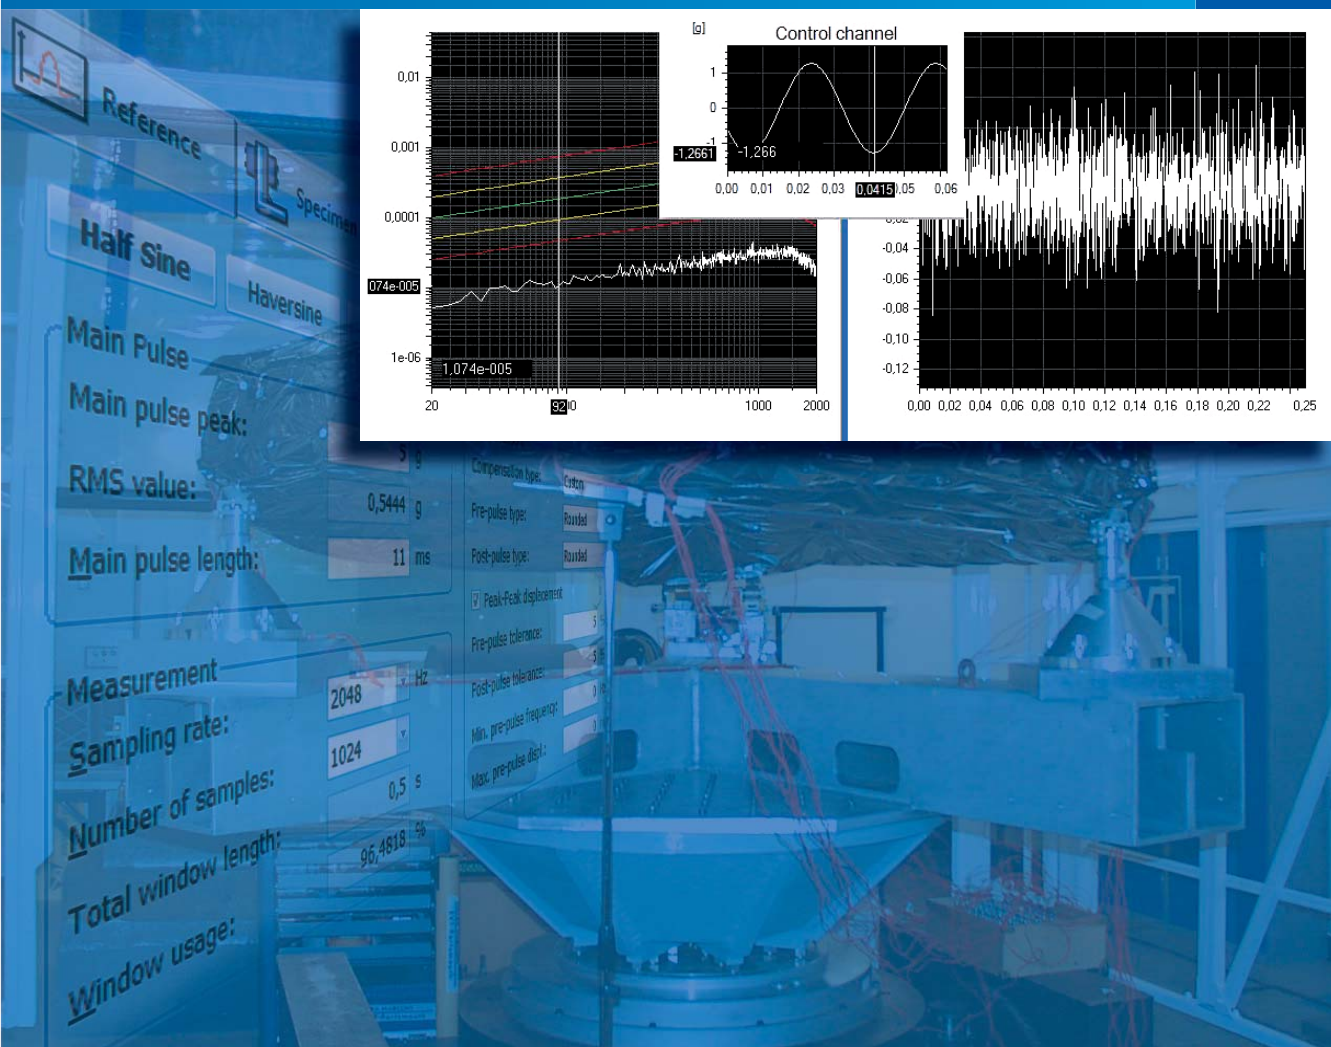 Reference
Specimen
Half Sine
Haversine
Main Pulse
Main pulse peak:
5 g
RMS value:
0,5444 g
Main pulse length:
11 ms
Measurement
Sampling rate:
2048 Hz
Number of samples:
1024
Total window length:
0,5 s
Window usage:
96,4818 %
Compensation type:
Custom
Pre-pulse type:
Rounded
Post-pulse type:
Rounded
Peak-Peak displacement
Pre-pulse tolerance:
5
Post-pulse tolerance:
5
Min. pre-pulse frequency:
0
Max. pre-pulse displ.:
0
0,01
0,001
0,0001
074e-005
1e-06
1,074e-005
20
92
1000
2000
[g]
Control channel
1
0
-1
-1,2661
-1,266
0.00 0,01 0,02 0,03 0,0415 0,05 0,06
-0,04
-0,06
-0,08
-0,10
-0,12
0,00 0,02 0,04 0,06 0,08 0,10 0,12 0,14 0,16 0,18 0,20 0,22 0,25